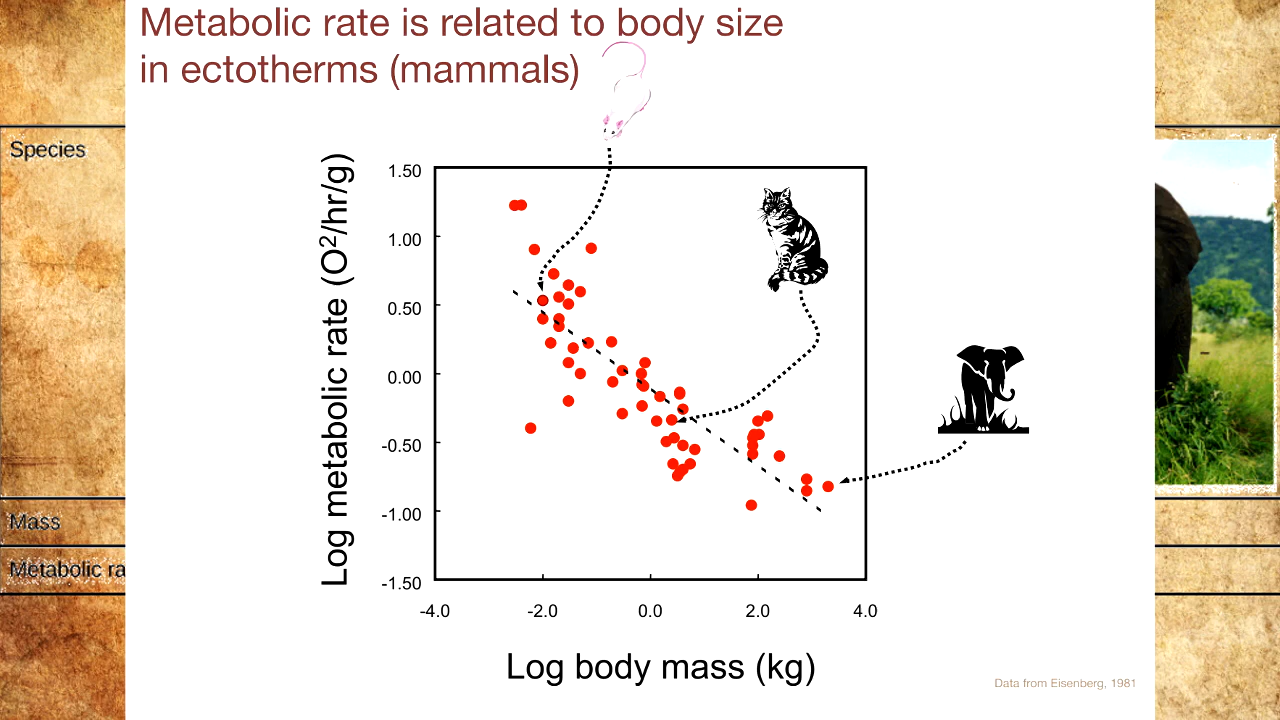 Metabolic rate is related to body size
in ectotherms (mammals)
Species
Mass
Metabolic ra
Log metabolic rate (O²/hr/g)
1.50
1.00
0.50
0.00
-0.50
-1.00
-1.50
-4.0
-2.0
0.0
2.0
4.0
Log body mass (kg)
Data from Eisenberg, 1981